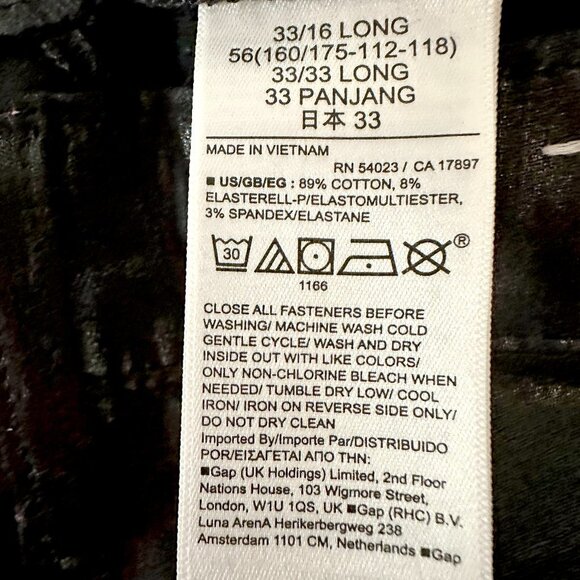 33/16 LONG
56(160/175-112-118)
33/33 LONG
33 PANJANG
日本 33
MADE IN VIETNAM
RN 54023 / CA 17897
■ US/GB/EG : 89% COTTON, 8%
ELASTERELL-P/ELASTOMULTIESTER,
3% SPANDEX/ELASTANE
30
®
1166
CLOSE ALL FASTENERS BEFORE
WASHING/ MACHINE WASH COLD
GENTLE CYCLE/ WASH AND DRY
INSIDE OUT WITH LIKE COLORS/
ONLY NON-CHLORINE BLEACH WHEN
NEEDED/ TUMBLE DRY LOW/ COOL
IRON/ IRON ON REVERSE SIDE ONLY/
DO NOT DRY CLEAN
Imported By/Importe Par/DISTRIBUIDO
POR/ΕΙΣΑΓΕΤΑΙ ΑΠΟ ΤΗΝ:
■Gap (UK Holdings) Limited, 2nd Floor
Nations House, 103 Wigmore Street,
London, W1U 1QS, UK ■Gap (RHC) B.V.
Luna ArenA Herikerbergweg 238
Amsterdam 1101 CM, Netherlands ■Gap